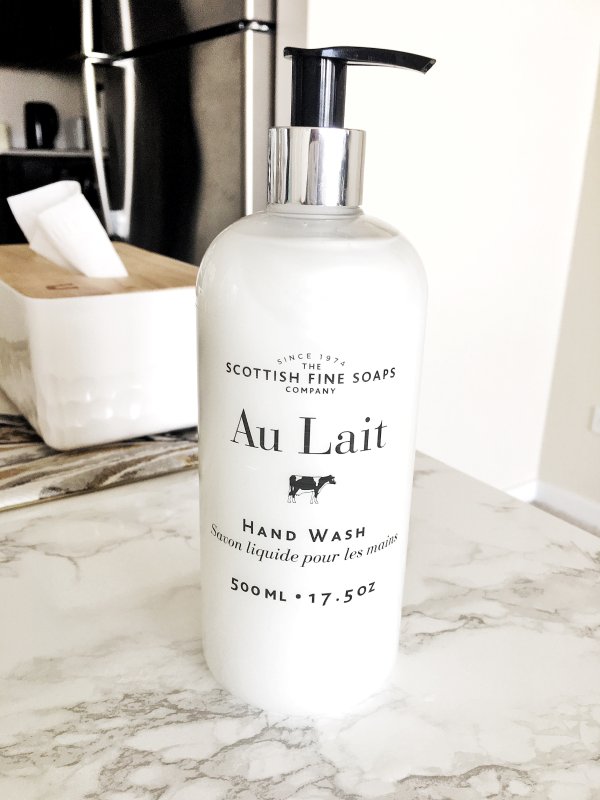 SINCE 1974
THE
SCOTTISH FINE SOAPS
COMPANY
Au Lait
HAND WASH
Savon liquide pour les mains
500ML • 17.5OZ